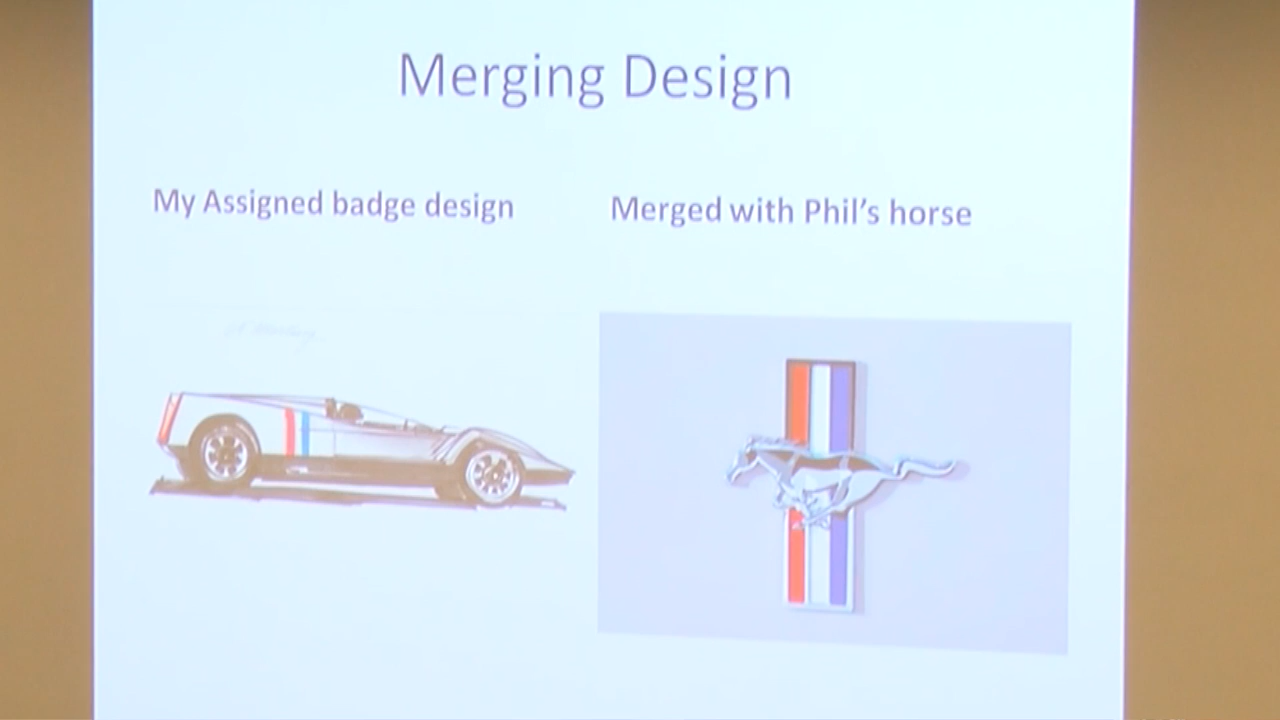 Merging Design
My Assigned badge design
Merged with Phil's horse